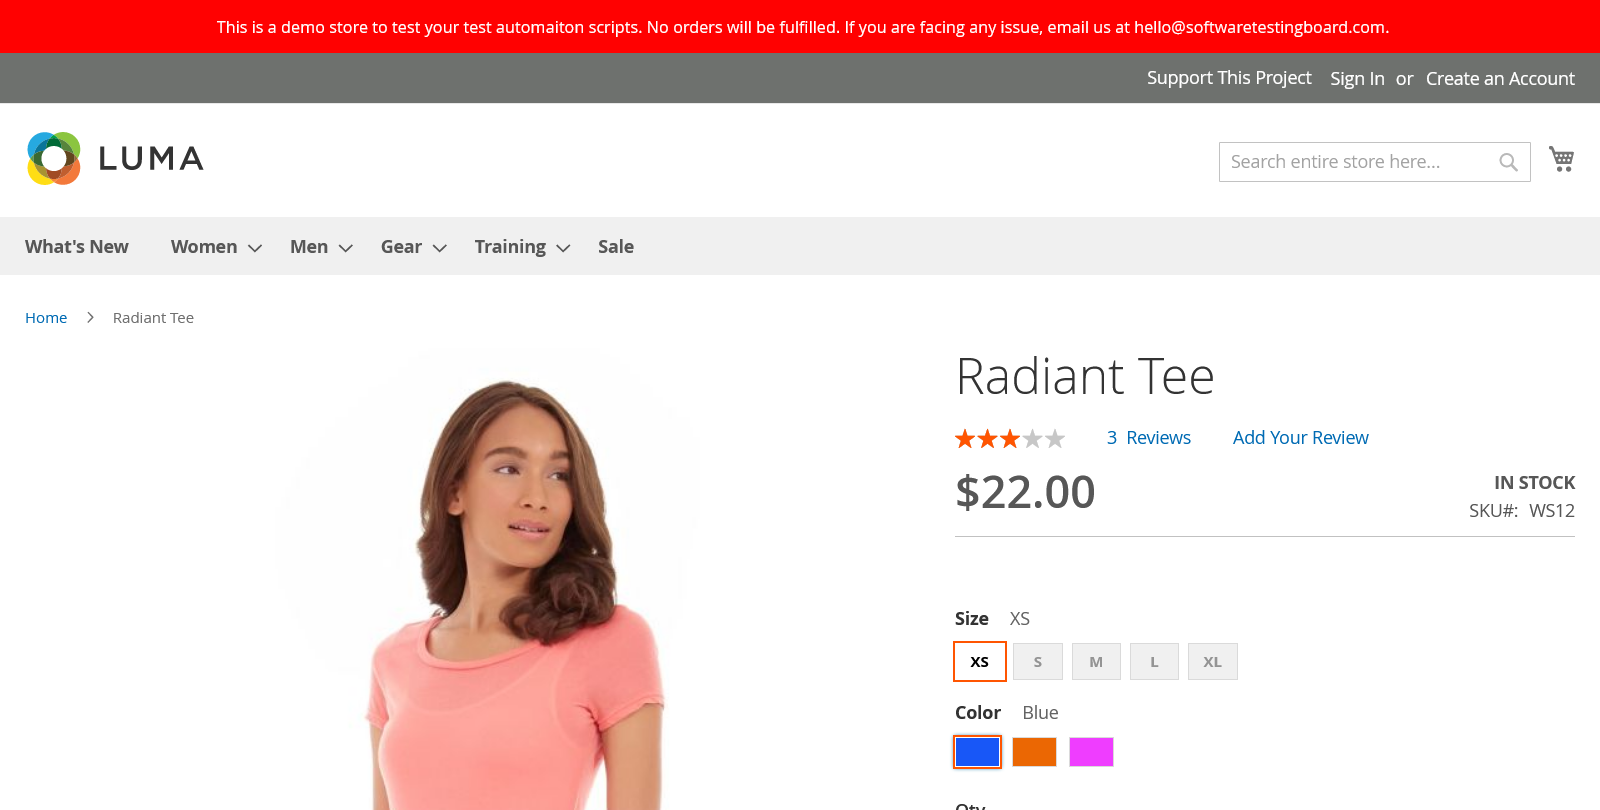 This is a demo store to test your test automaiton scripts. No orders will be fulfilled. If you are facing any issue, email us at hello@softwaretestingboard.com.
Support This Project Sign In or Create an Account
LUMA
Search entire store here...
What's New Women Men Gear Training Sale
Home Radiant Tee
Radiant Tee
3 Reviews Add Your Review
$22.00
IN STOCK
SKU#: WS12
Size XS
XS S M L XL
Color Blue
Qty